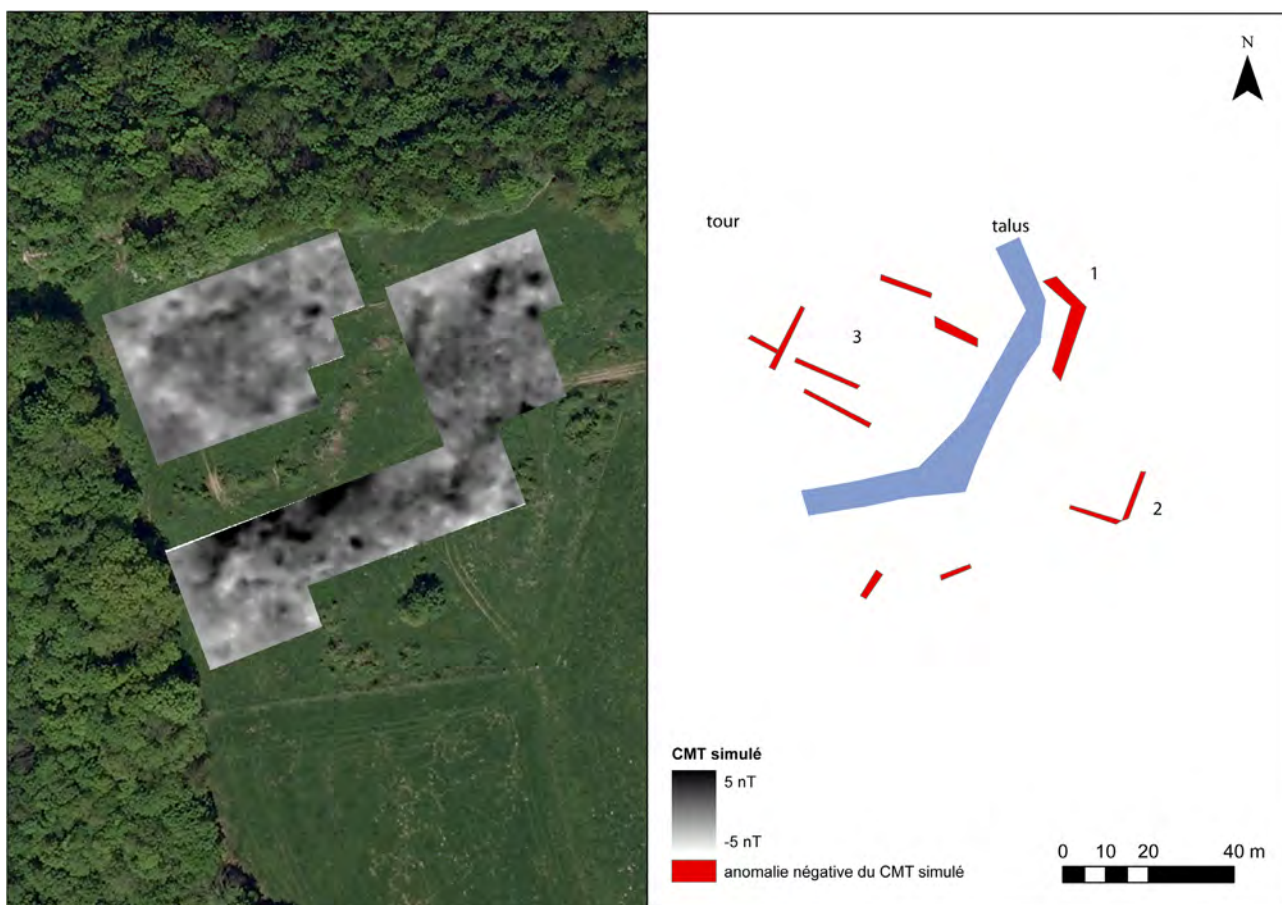 N
tour
talus
1
3
2
CMT simulé
5 nT
-5 nT
anomalie négative du CMT simulé
0 10 20 40 m